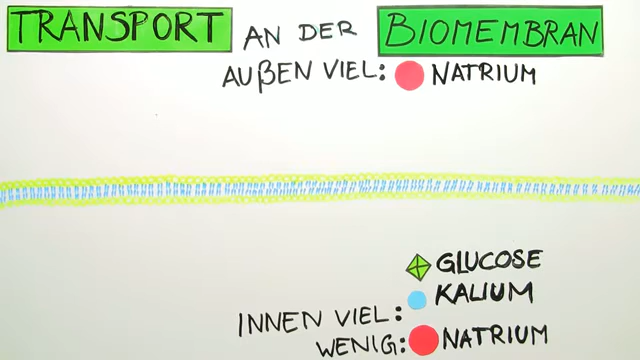 TRANSPORT AN DER BIOMEMBRAN
AUßEN VIEL: NATRIUM
GLUCOSE
KALIUM
INNEN VIEL:
WENIG: NATRIUM